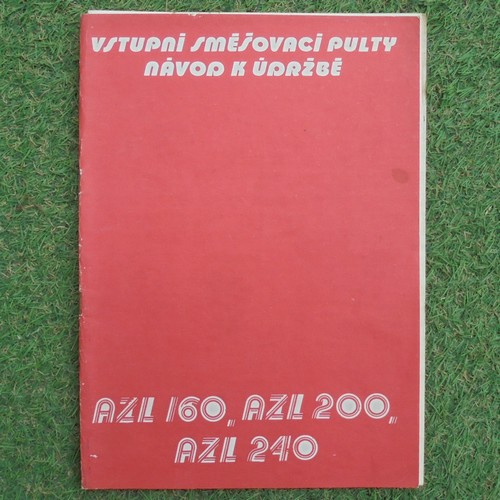 VSTUPNÍ SMĚŠOVACÍ PULTY
NÁVOD K ÚDRŽBĚ
AZL 160,, AZL 200,,
AZL 240